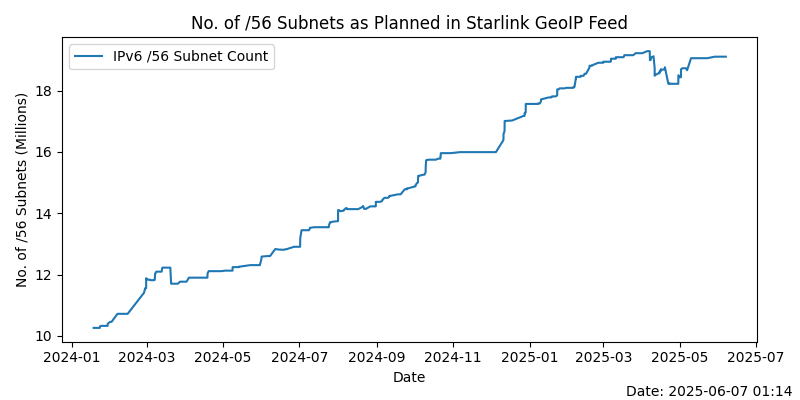 No. of /56 Subnets as Planned in Starlink GeoIP Feed
IPv6 /56 Subnet Count
No. of /56 Subnets (Millions)
18
16
14
12
10
2024-01 2024-03 2024-05 2024-07 2024-09 2024-11 2025-01 2025-03 2025-05 2025-07
Date
Date: 2025-06-07 01:14